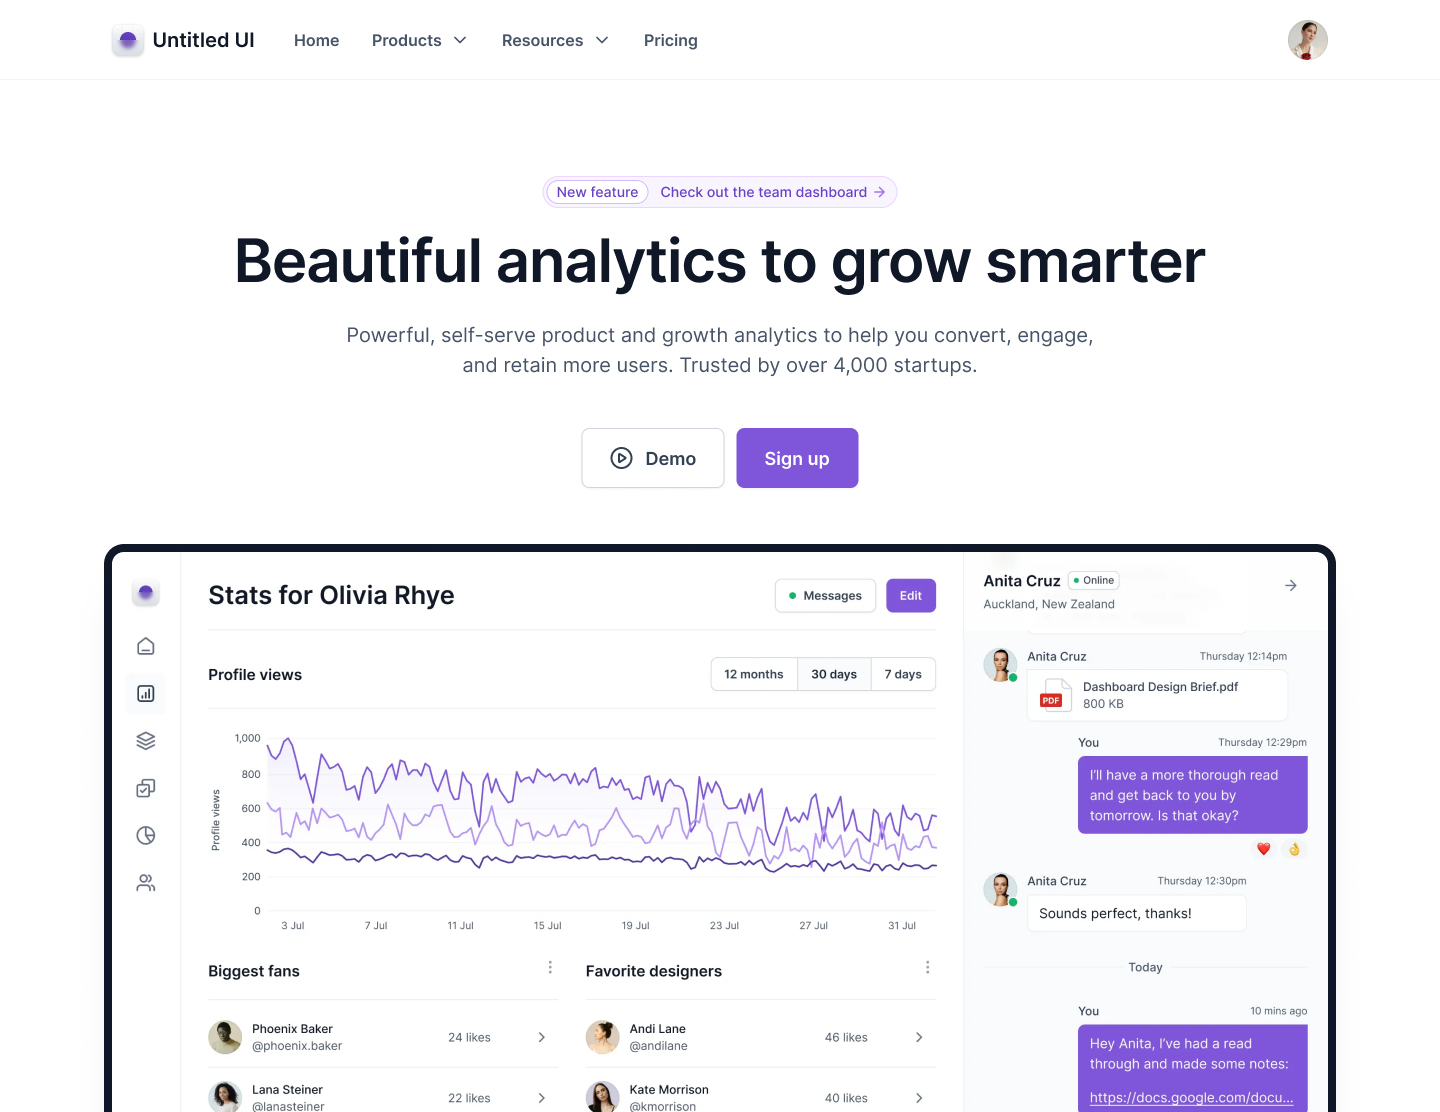 Untitled UI
Home
Products
Resources
Pricing
New feature
Check out the team dashboard
Beautiful analytics to grow smarter
Powerful, self-serve product and growth analytics to help you convert, engage,
and retain more users. Trusted by over 4,000 startups.
Demo
Sign up
Stats for Olivia Rhye
Messages
Edit
Profile views
12 months
30 days
7 days
1,000
800
600
400
200
0
Profile views
3 Jul
7 Jul
11 Jul
15 Jul
19 Jul
23 Jul
27 Jul
31 Jul
Biggest fans
Phoenix Baker
@phoenix.baker
24 likes
Lana Steiner
@lanasteiner
22 likes
Favorite designers
Andi Lane
@andilane
46 likes
Kate Morrison
@kmorrison
40 likes
Anita Cruz
Online
Auckland, New Zealand
Anita Cruz
Thursday 12:14pm
PDF
Dashboard Design Brief.pdf
800 KB
You
Thursday 12:29pm
I’ll have a more thorough read
and get back to you by
tomorrow. Is that okay?
Anita Cruz
Thursday 12:30pm
Sounds perfect, thanks!
Today
You
10 mins ago
Hey Anita, I’ve had a read
through and made some notes:
https://docs.google.com/docu...